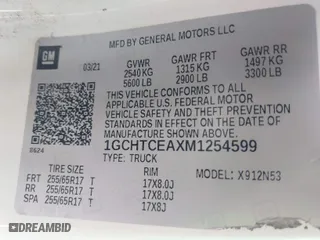 GM
MFD BY GENERAL MOTORS LLC
03/21 GVWR GAWR FRT GAWR RR
2540 KG 1315 KG 1497 KG
5600 LB 2900 LB 3300 LB
THIS VEHICLE CONFORMS TO ALL
APPLICABLE U.S. FEDERAL MOTOR
VEHICLE SAFETY AND THEFT PREVENTION
STANDARDS IN EFFECT ON THE DATE OF
MANUFACTURE SHOWN ABOVE.
1GCHTCEAXM1254599
0624 TYPE: TRUCK
TIRE SIZE RIM MODEL: X912N53
FRT 255/65R17 T 17X8.0J
RR 255/65R17 T 17X8.0J
SPA 255/65R17 T 17X8J
DREAMBID